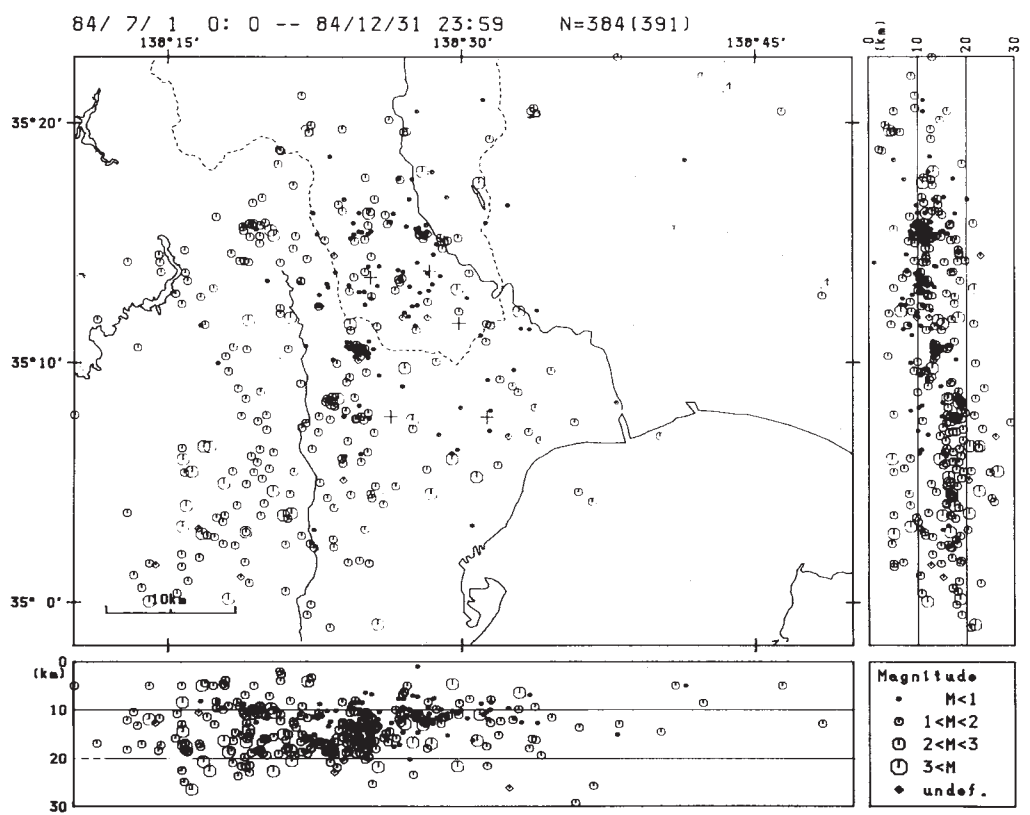 84/ 7/ 1 0: 0 -- 84/12/31 23:59 N=384(391)
138°15' 138°30' 138°45'
0 10 20 30
(km)
35°20'
35°10'
35° 0'
10km
0
(km)
10
20
30
Magnitude
M<1
1<M<2
2<M<3
3<M
undef.